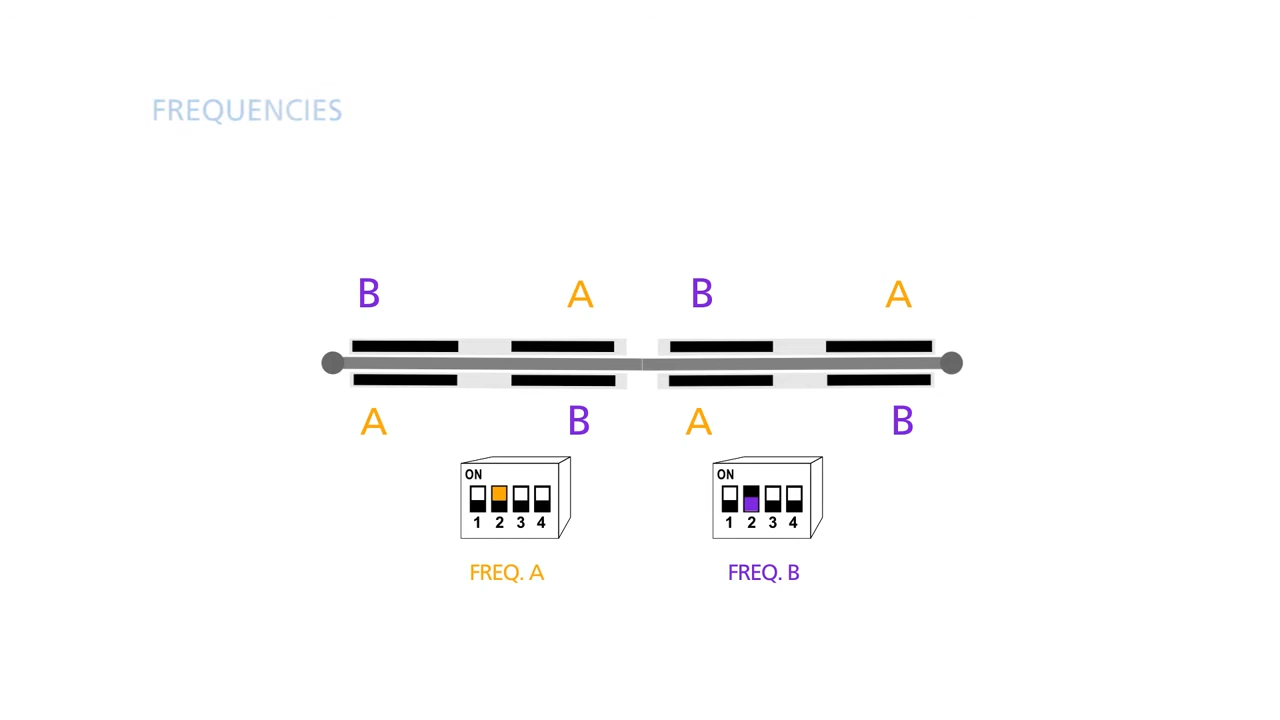 FREQUENCIES
B A B A
A B A B
ON ON
1 2 3 4 1 2 3 4
FREQ. A FREQ. B